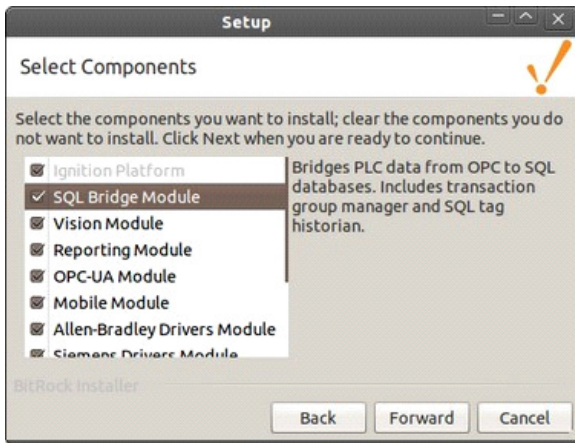 Setup
Select Components
Select the components you want to install; clear the components you do
not want to install. Click Next when you are ready to continue.
Ignition Platform
SQL Bridge Module
Vision Module
Reporting Module
OPC-UA Module
Mobile Module
Allen-Bradley Drivers Module
Siemens Drivers Module
Bridges PLC data from OPC to SQL
databases. Includes transaction
group manager and SQL tag
historian.
BitRock Installer
Back
Forward
Cancel